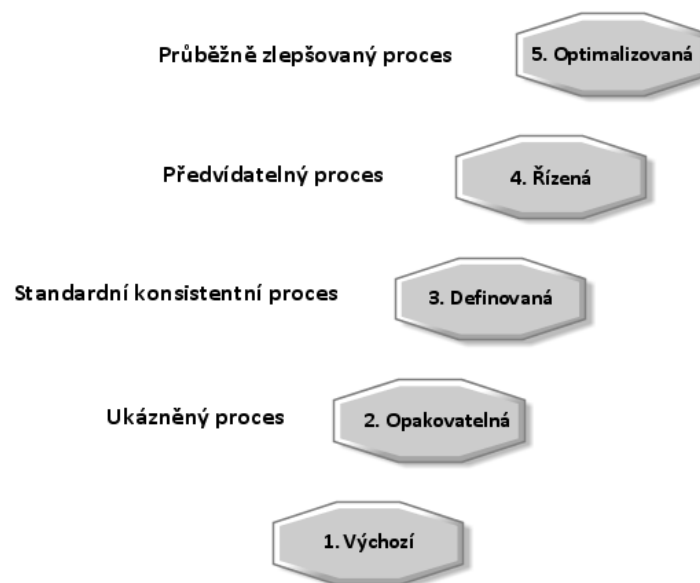 Průběžně zlepšovaný proces
5. Optimalizovaná
Předvídatelný proces
4. Řízená
Standardní konsistentní proces
3. Definovaná
Ukázněný proces
2. Opakovatelná
1. Výchozí